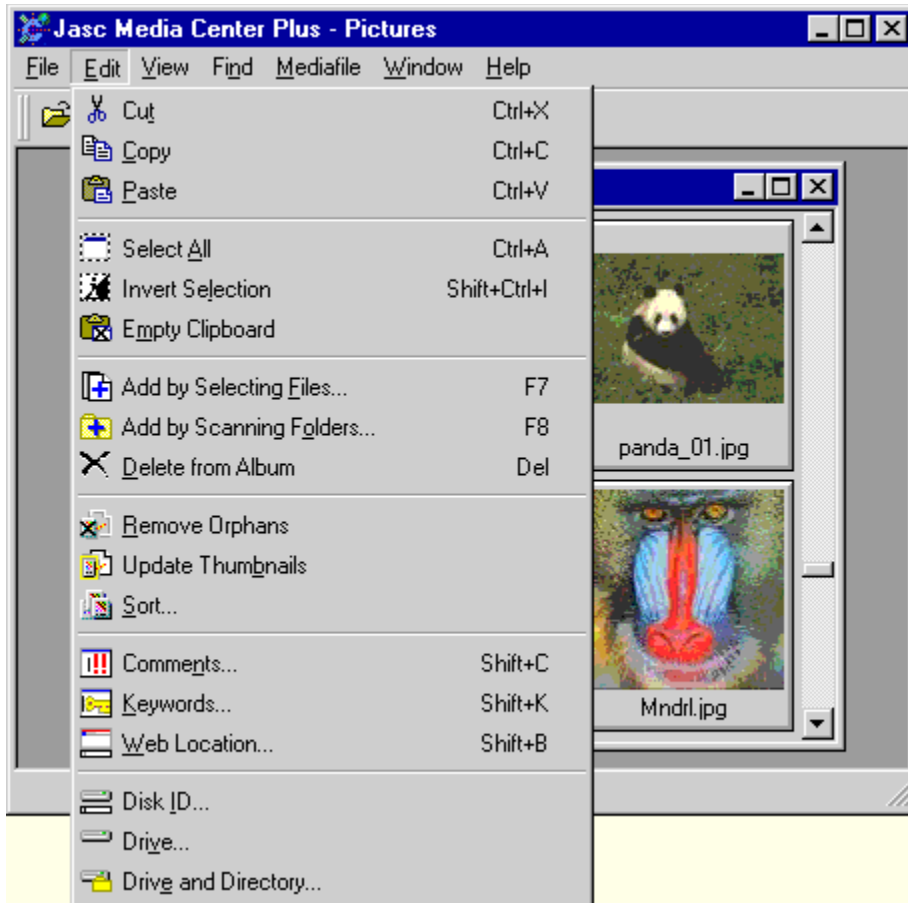 Jasc Media Center Plus - Pictures
File Edit View Find Mediafile Window Help
Cut Ctrl+X
Copy Ctrl+C
Paste Ctrl+V
Select All Ctrl+A
Invert Selection Shift+Ctrl+I
Empty Clipboard
Add by Selecting Files... F7
Add by Scanning Folders... F8
Delete from Album Del
panda_01.jpg
Remove Orphans
Update Thumbnails
Sort...
Comments... Shift+C
Keywords... Shift+K
Mndrl.jpg
Web Location... Shift+B
Disk ID...
Drive...
Drive and Directory...